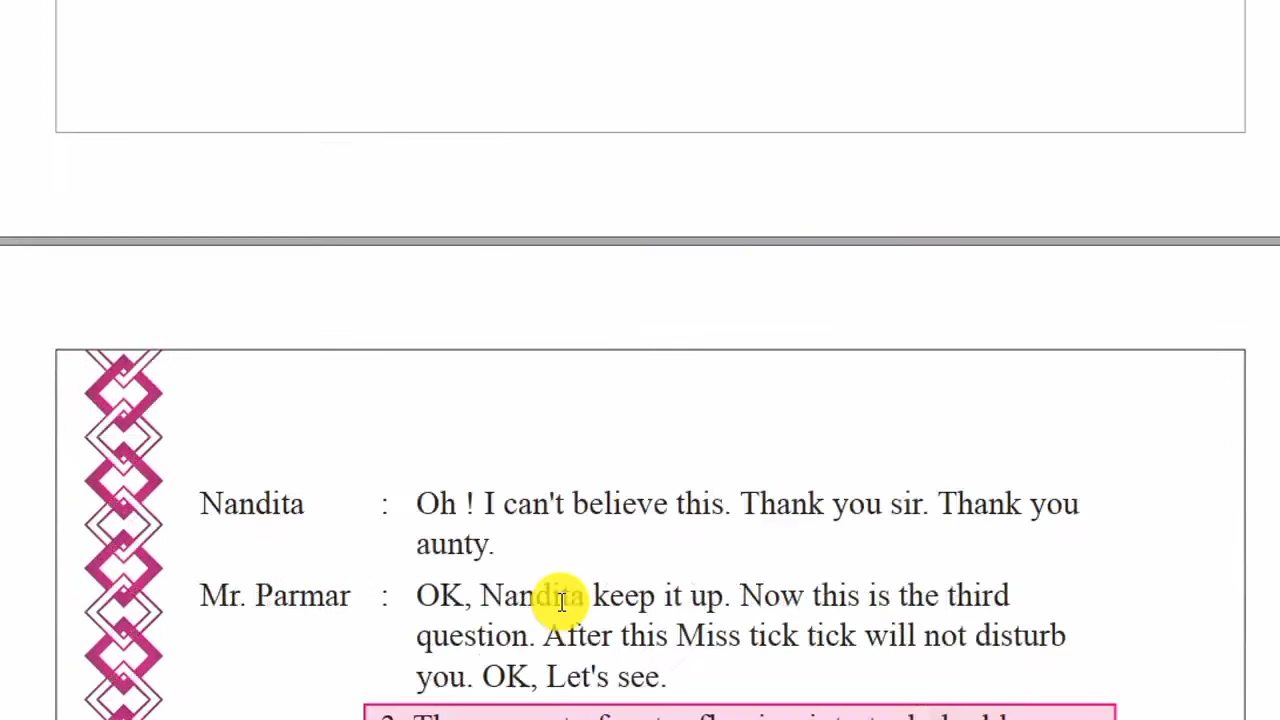 Nandita : Oh ! I can't believe this. Thank you sir. Thank you
aunty.
Mr. Parmar : OK, Nandita keep it up. Now this is the third
question. After this Miss tick tick will not disturb
you. OK, Let's see.